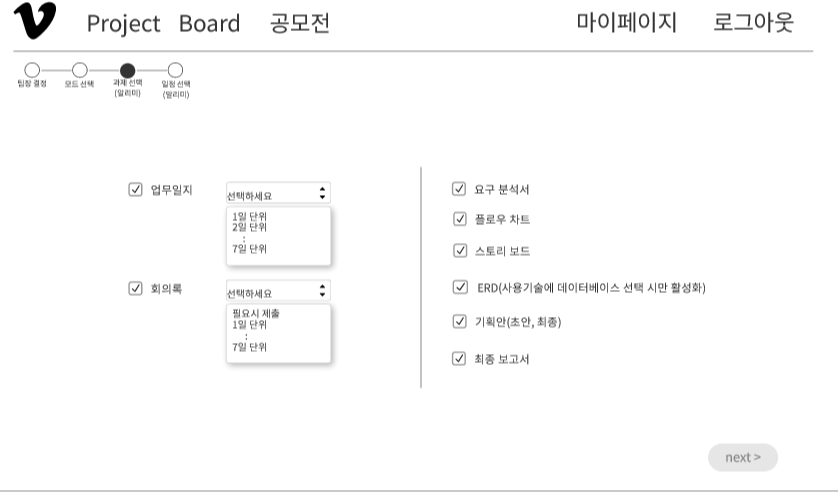 Project Board 공모전 마이페이지 로그아웃
팀장 결정 모드 선택 과제 선택 일정 선택
(알리미) (알리미)
업무일지
선택하세요
1일 단위
2일 단위
:
7일 단위
회의록
선택하세요
필요시 제출
1일 단위
:
7일 단위
요구 분석서
플로우 차트
스토리 보드
ERD(사용기술에 데이터베이스 선택 시만 활성화)
기획안(초안, 최종)
최종 보고서
next >